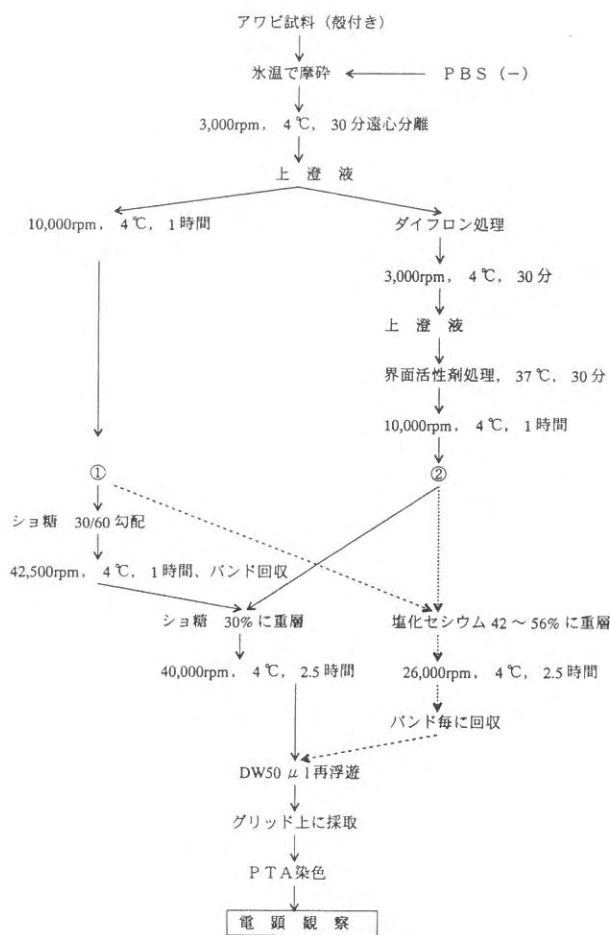 アワビ試料（殻付き）
氷温で摩砕
ＰＢＳ（－）
3,000rpm， 4℃， 30分遠心分離
上 澄 液
10,000rpm， 4℃， 1時間
ダイフロン処理
3,000rpm， 4℃， 30分
上 澄 液
界面活性剤処理， 37℃， 30分
10,000rpm， 4℃， 1時間
①
②
ショ糖 30/60 勾配
42,500rpm， 4℃， 1時間、バンド回収
ショ糖 30% に重層
塩化セシウム 42 ～ 56% に重層
40,000rpm， 4℃， 2.5時間
26,000rpm， 4℃， 2.5時間
バンド毎に回収
DW50 μl再浮遊
グリッド上に採取
ＰＴＡ染色
電 顕 観 察